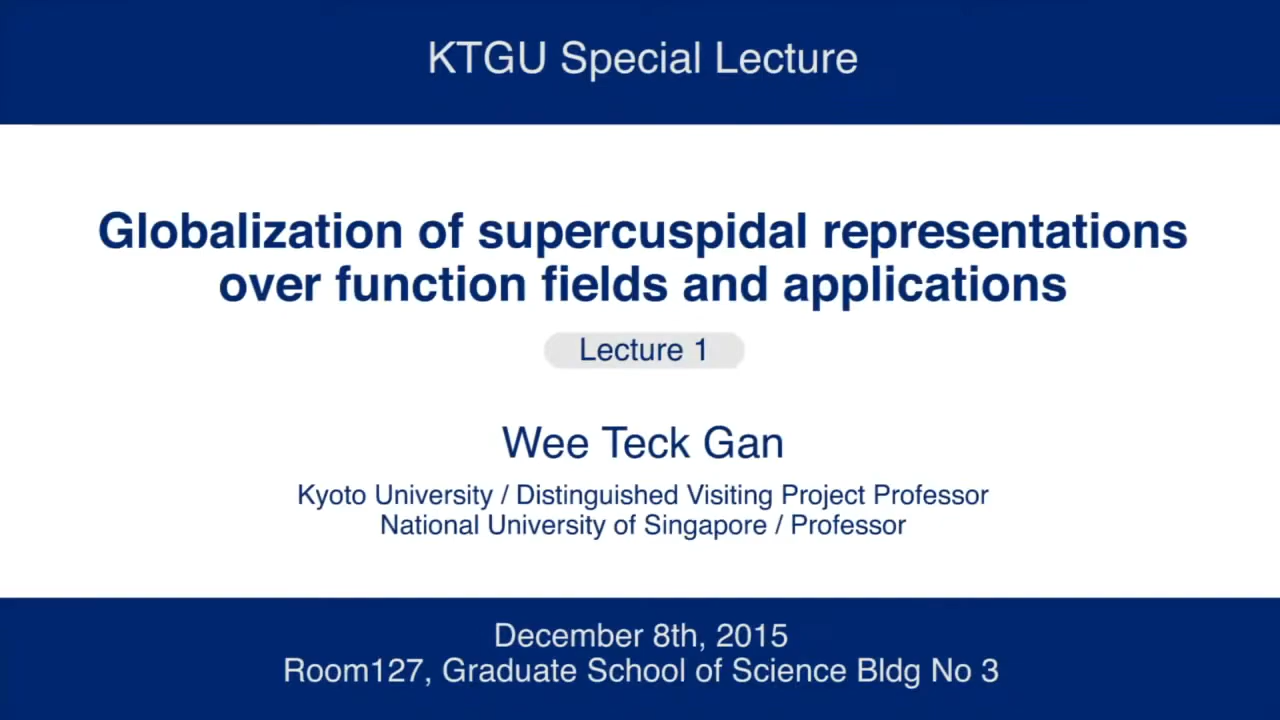 KTGU Special Lecture
Globalization of supercuspidal representations
over function fields and applications
Lecture 1
Wee Teck Gan
Kyoto University / Distinguished Visiting Project Professor
National University of Singapore / Professor
December 8th, 2015
Room127, Graduate School of Science Bldg No 3